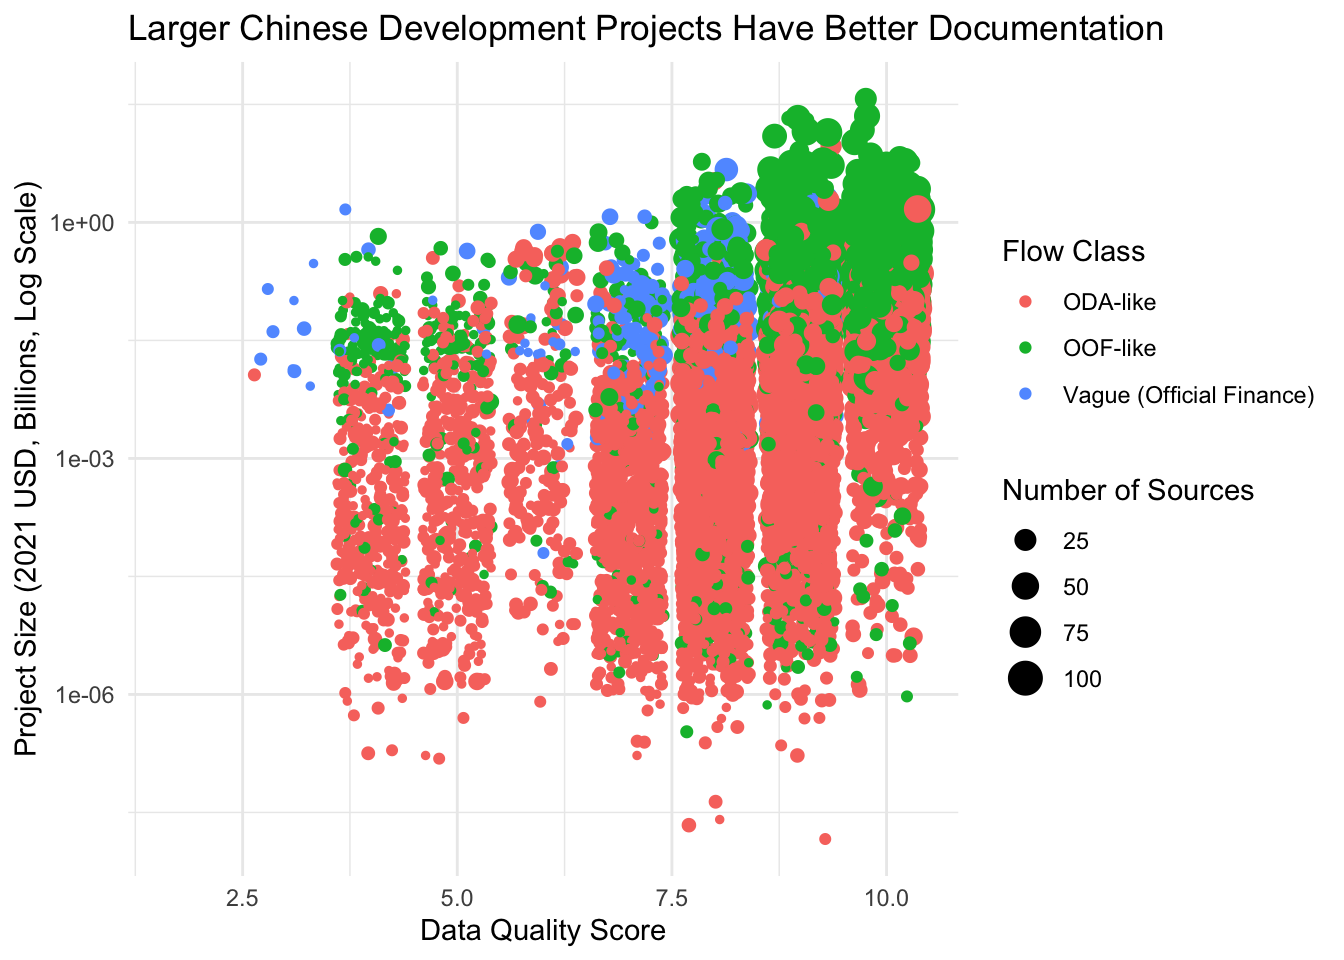 Larger Chinese Development Projects Have Better Documentation
Project Size (2021 USD, Billions, Log Scale)
1e+00
1e-03
1e-06
2.5
5.0
7.5
10.0
Data Quality Score
Flow Class
ODA-like
OOF-like
Vague (Official Finance)
Number of Sources
25
50
75
100